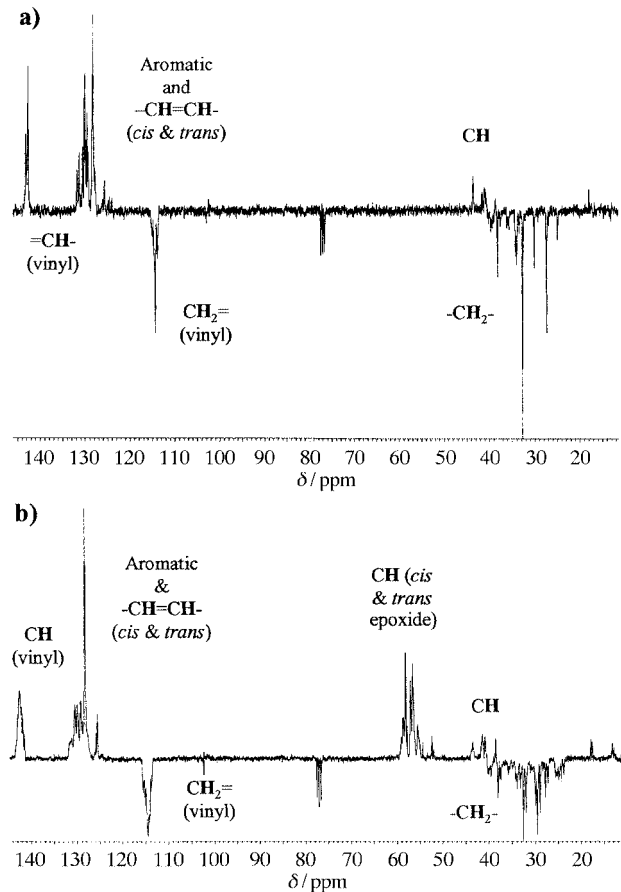 a)
Aromatic
and
–CH=CH-
(cis & trans)
CH
=CH-
(vinyl)
CH₂=
(vinyl)
-CH₂-
140 130 120 110 100 90 80 70 60 50 40 30 20
δ / ppm
b)
Aromatic
&
-CH=CH-
(cis & trans)
CH (cis
& trans
epoxide)
CH
(vinyl)
CH
CH₂=
(vinyl)
-CH₂-
140 130 120 110 100 90 80 70 60 50 40 30 20
δ / ppm